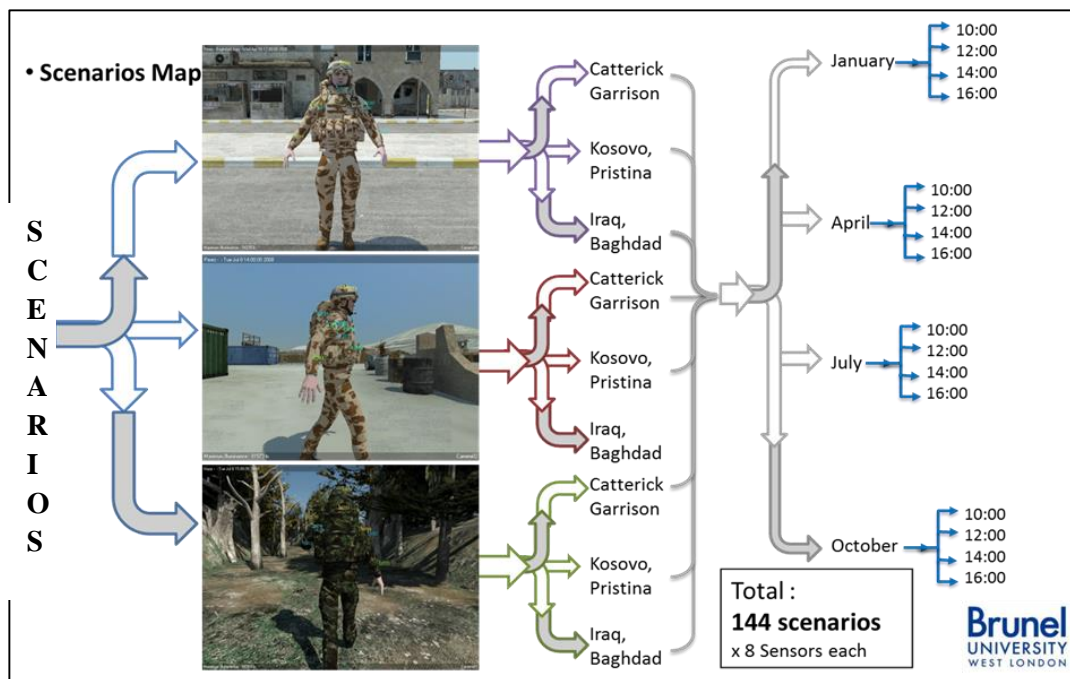 • Scenarios Map
SCENARIOS
Catterick
Garrison
Kosovo,
Pristina
Iraq,
Baghdad
Catterick
Garrison
Kosovo,
Pristina
Iraq,
Baghdad
Catterick
Garrison
Kosovo,
Pristina
Iraq,
Baghdad
January
10:00
12:00
14:00
16:00
April
10:00
12:00
14:00
16:00
July
10:00
12:00
14:00
16:00
October
10:00
12:00
14:00
16:00
Total :
144 scenarios
x 8 Sensors each
Brunel
UNIVERSITY
WEST LONDON